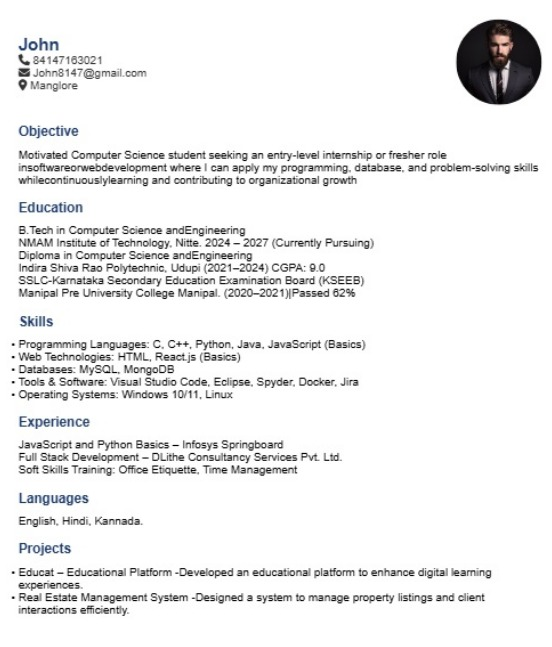 John
84147163021
John8147@gmail.com
Manglore
Objective
Motivated Computer Science student seeking an entry-level internship or fresher role
insoftwareorwebdevelopment where I can apply my programming, database, and problem-solving skills
whilecontinuouslylearning and contributing to organizational growth
Education
B.Tech in Computer Science andEngineering
NMAM Institute of Technology, Nitte. 2024 – 2027 (Currently Pursuing)
Diploma in Computer Science andEngineering
Indira Shiva Rao Polytechnic, Udupi (2021–2024) CGPA: 9.0
SSLC-Karnataka Secondary Education Examination Board (KSEEB)
Manipal Pre University College Manipal. (2020–2021)|Passed 62%
Skills
• Programming Languages: C, C++, Python, Java, JavaScript (Basics)
• Web Technologies: HTML, React.js (Basics)
• Databases: MySQL, MongoDB
• Tools & Software: Visual Studio Code, Eclipse, Spyder, Docker, Jira
• Operating Systems: Windows 10/11, Linux
Experience
JavaScript and Python Basics – Infosys Springboard
Full Stack Development – DLithe Consultancy Services Pvt. Ltd.
Soft Skills Training: Office Etiquette, Time Management
Languages
English, Hindi, Kannada.
Projects
• Educat – Educational Platform -Developed an educational platform to enhance digital learning
experiences.
• Real Estate Management System -Designed a system to manage property listings and client
interactions efficiently.